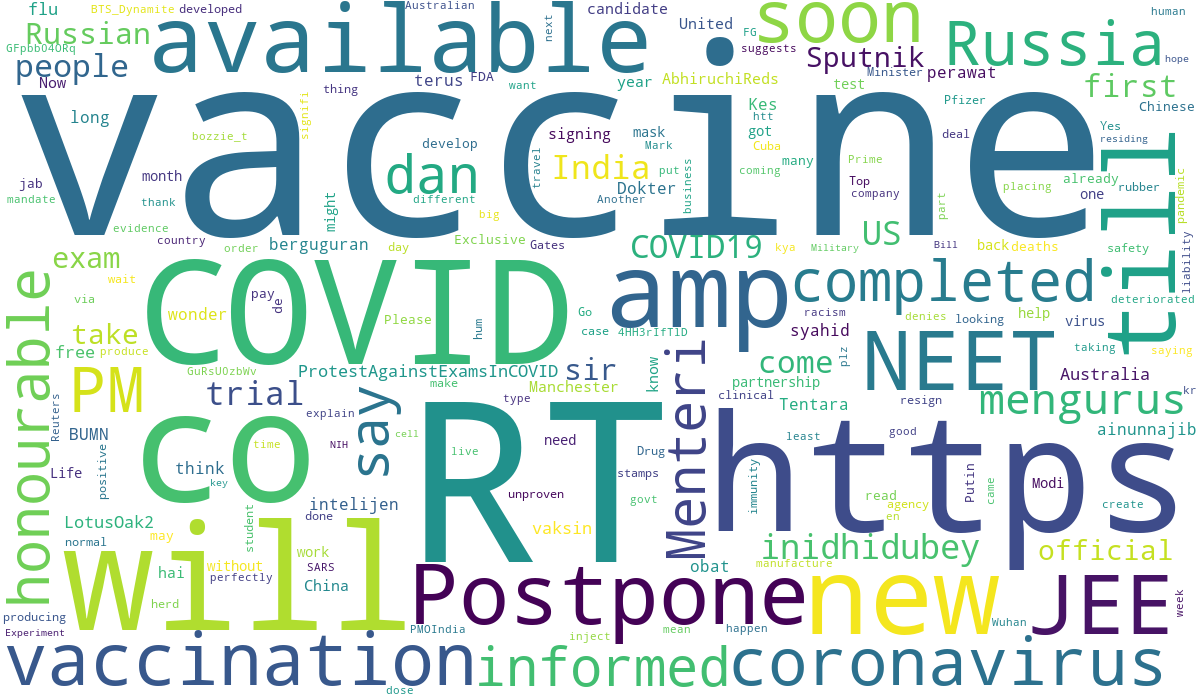 flu
BTS_Dynamite
developed
Australian
candidate
soon
human
Russian
available
next
United
FG
Russia
GFpbbO4ORq
suggests
Sputnik
hope
people
Now
thing
terus
FDA
want
year
AbhiruchiReds
Minister
perawat
test
first
vaccine
signifi
Kes
htt
Pfizer
Chinese
long
bozzie_t
develop
signing
mask
Mark
got
deal
Yes
residing
Cuba
till
jab
month
dan
travel
India
put
business
coming
many
Prime
Top
company
placing
already
one
rubber
pandemic
mandate
thank
might
different
Dokter
Another
part
evidence
country
order
berguguran
day
big
Exclusive
Gates
COVID19
kyo
Military
US
Bill
back
deaths
safety
liability
exam
wait
COVID
amp
completed
honourable
via
wonder
pay
de
Please
hum
Go
case
4HH3rIfTlD
racism
syahid
denies
looking
help
virus
deteriorated
taking
saying
take
free
produce
ProtestAgainstExamsInCOVID
sir
know
Menteri
come
plz
NEET
GuRsUOzbWv
make
Manchester
partnership
Australia
kr
PM
trial
say
type
clinical
Tentara
resign
mengurus
Reuters
BUMN
explain
RT
need
https
least
good
ainunnajib
co
time
NIH
cell
live
Drug
Life
positive
think
key
stamps
immunity
Putin
came
Modi
unproven
govt
read
agency
en
create
LotusOak2
intelijen
normal
may
student
done
vaksin
inidhidubey
official
will
hai
without
perfectly
work
SARS
China
obat
manufacture
herd
Postpone
new
JEE
week
producing
Experiment
PMOIndia
inject
mean
happen
Wuhan
vaccination
informed
coronavirus
dose